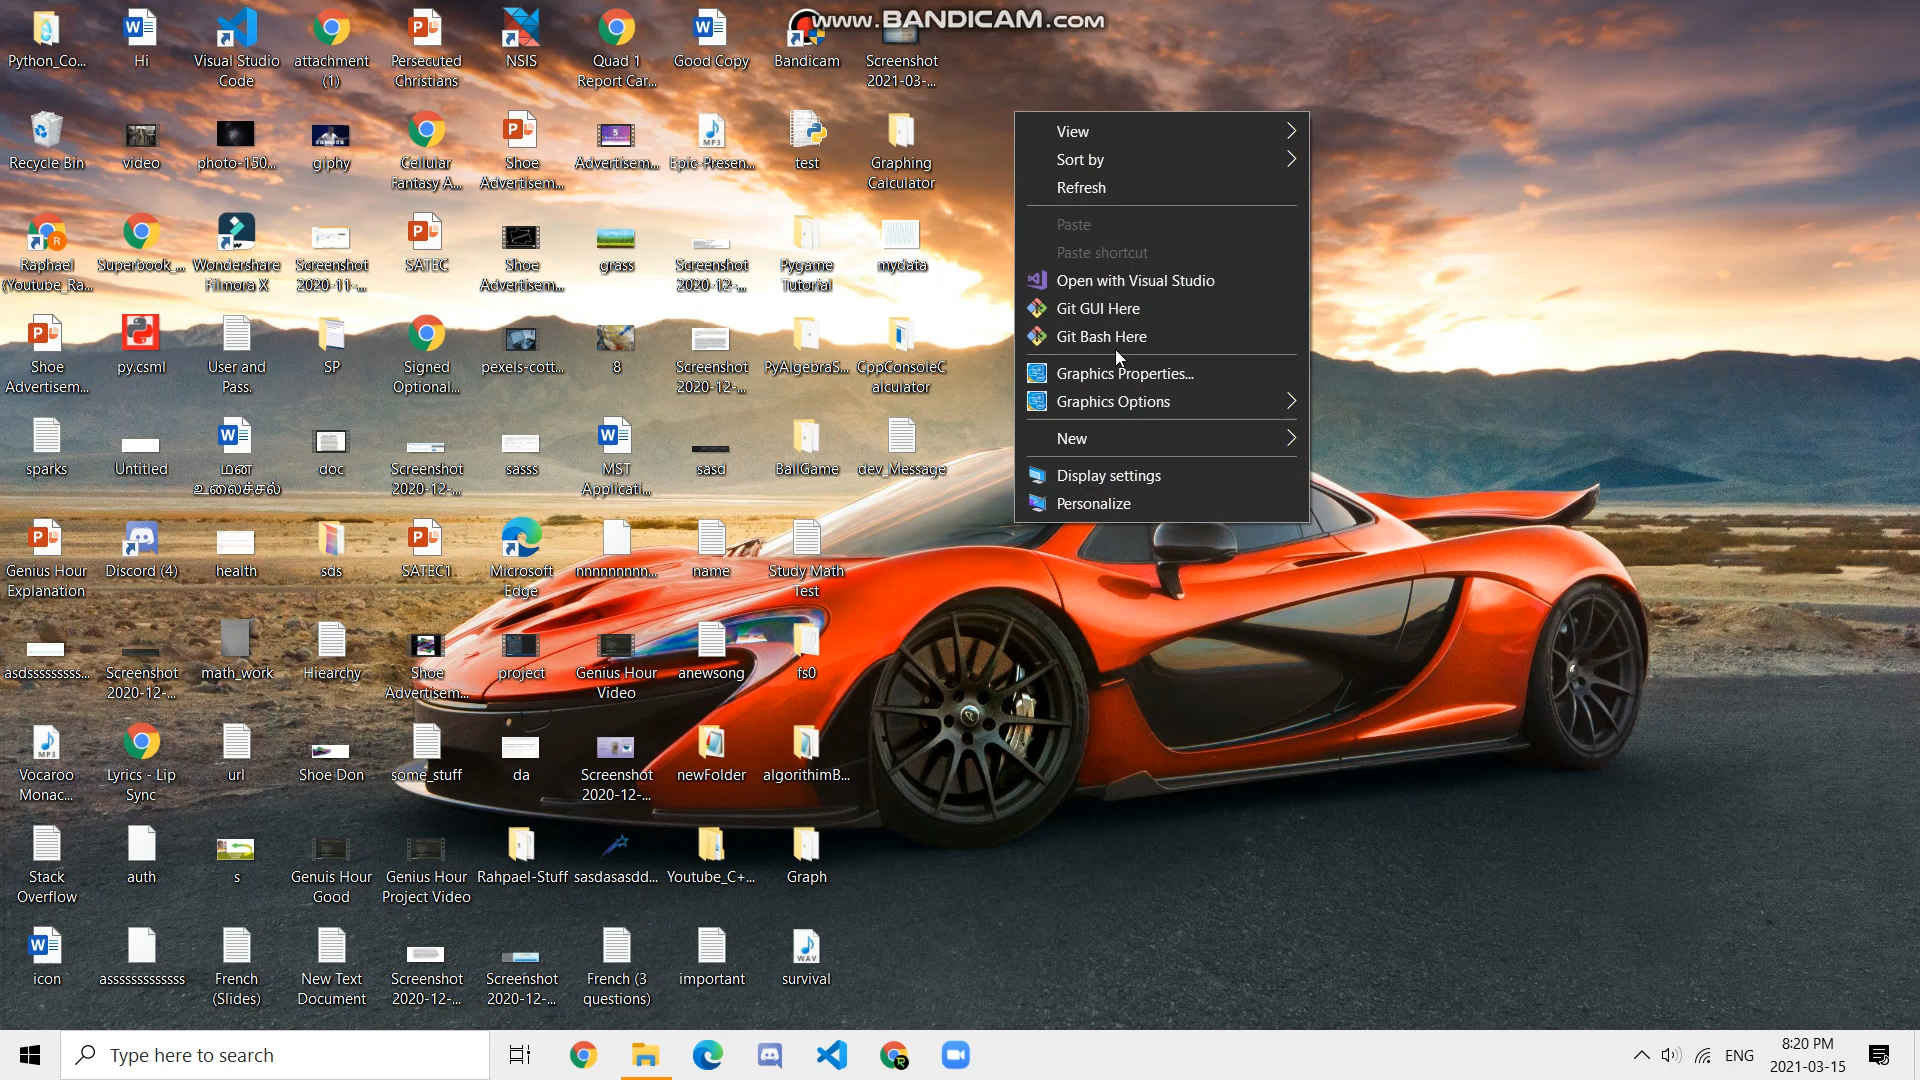 www.BANDICAM.com
Python_Co...
Hi
Visual Studio
Code
attachment
(1)
Persecuted
Christians
NSIS
Quad 1
Report Car...
Good Copy
Bandicam
Screenshot
2021-03-...
Recycle Bin
video
photo-150...
giphy
Cellular
Fantasy A...
Shoe
Advertisem...
Advertisem...
Epic-Presen...
test
Graphing
Calculator
Raphael
(Youtube_Ra...
Superbook_...
Wondershare
Filmora X
Screenshot
2020-11-...
SATEC
Shoe
Advertisem...
grass
Screenshot
2020-12-...
Pygame
Tutorial
mydata
Shoe
Advertisem...
py.csml
User and
Pass.
SP
Signed
Optional...
pexels-cott...
8
Screenshot
2020-12-...
PyAlgebraS...
CppConsoleC
alculator
sparks
Untitled
மன
உலைச்சல்
doc
Screenshot
2020-12-...
sasss
MST
Applicati...
sasd
BallGame
dev_Message
Genius Hour
Explanation
Discord (4)
health
sds
SATEC1
Microsoft
Edge
nnnnnnnnn...
name
Study Math
Test
asdsssssssss...
Screenshot
2020-12-...
math_work
Hiearchy
Shoe
Advertisem...
project
Genius Hour
Video
anewsong
fs0
Vocaroo
Monac...
Lyrics - Lip
Sync
url
Shoe Don
some_stuff
da
Screenshot
2020-12-...
newFolder
algorithimB...
Stack
Overflow
auth
s
Genuis Hour
Good
Genius Hour
Project Video
Rahpael-Stuff
sasdasasdd...
Youtube_C+...
Graph
icon
asssssssssssss
French
(Slides)
New Text
Document
Screenshot
2020-12-...
Screenshot
2020-12-...
French (3
questions)
important
survival
View
Sort by
Refresh
Paste
Paste shortcut
Open with Visual Studio
Git GUI Here
Git Bash Here
Graphics Properties...
Graphics Options
New
Display settings
Personalize
Type here to search
ENG
8:20 PM
2021-03-15